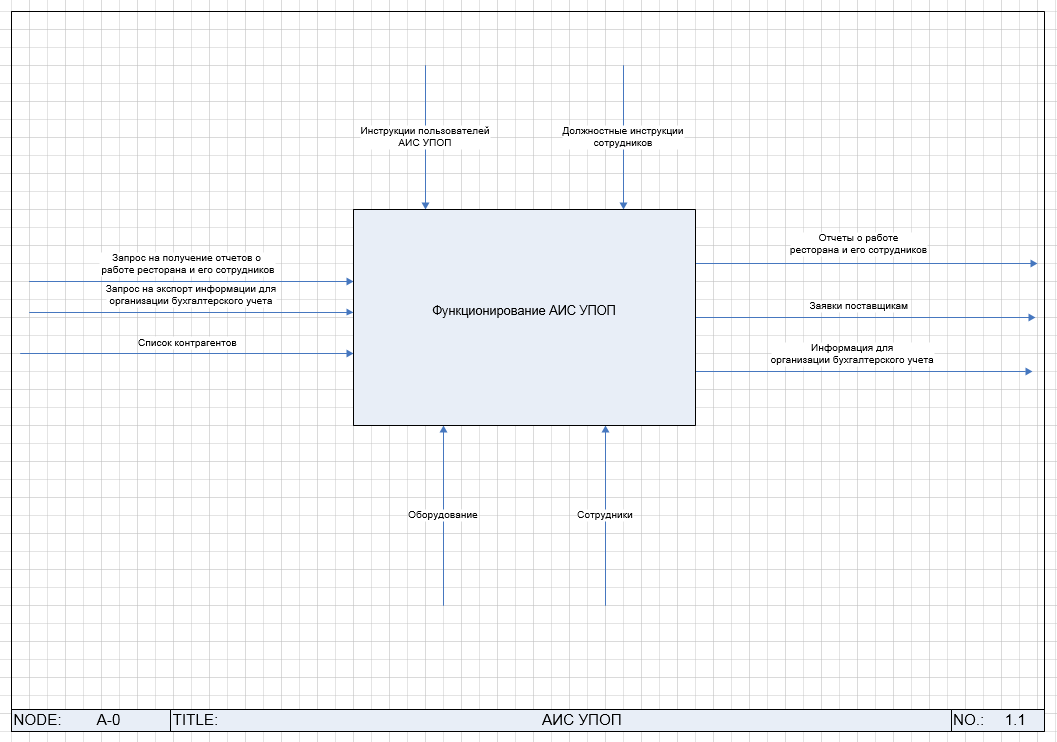 Инструкции пользователей
АИС УПОП
Должностные инструкции
сотрудников
Запрос на получение отчетов о
работе ресторана и его сотрудников
Запрос на экспорт информации для
организации бухгалтерского учета
Список контрагентов
Функционирование АИС УПОП
Отчеты о работе
ресторана и его сотрудников
Заявки поставщикам
Информация для
организации бухгалтерского учета
Оборудование
Сотрудники
NODE: A-0 TITLE: АИС УПОП NO.: 1.1